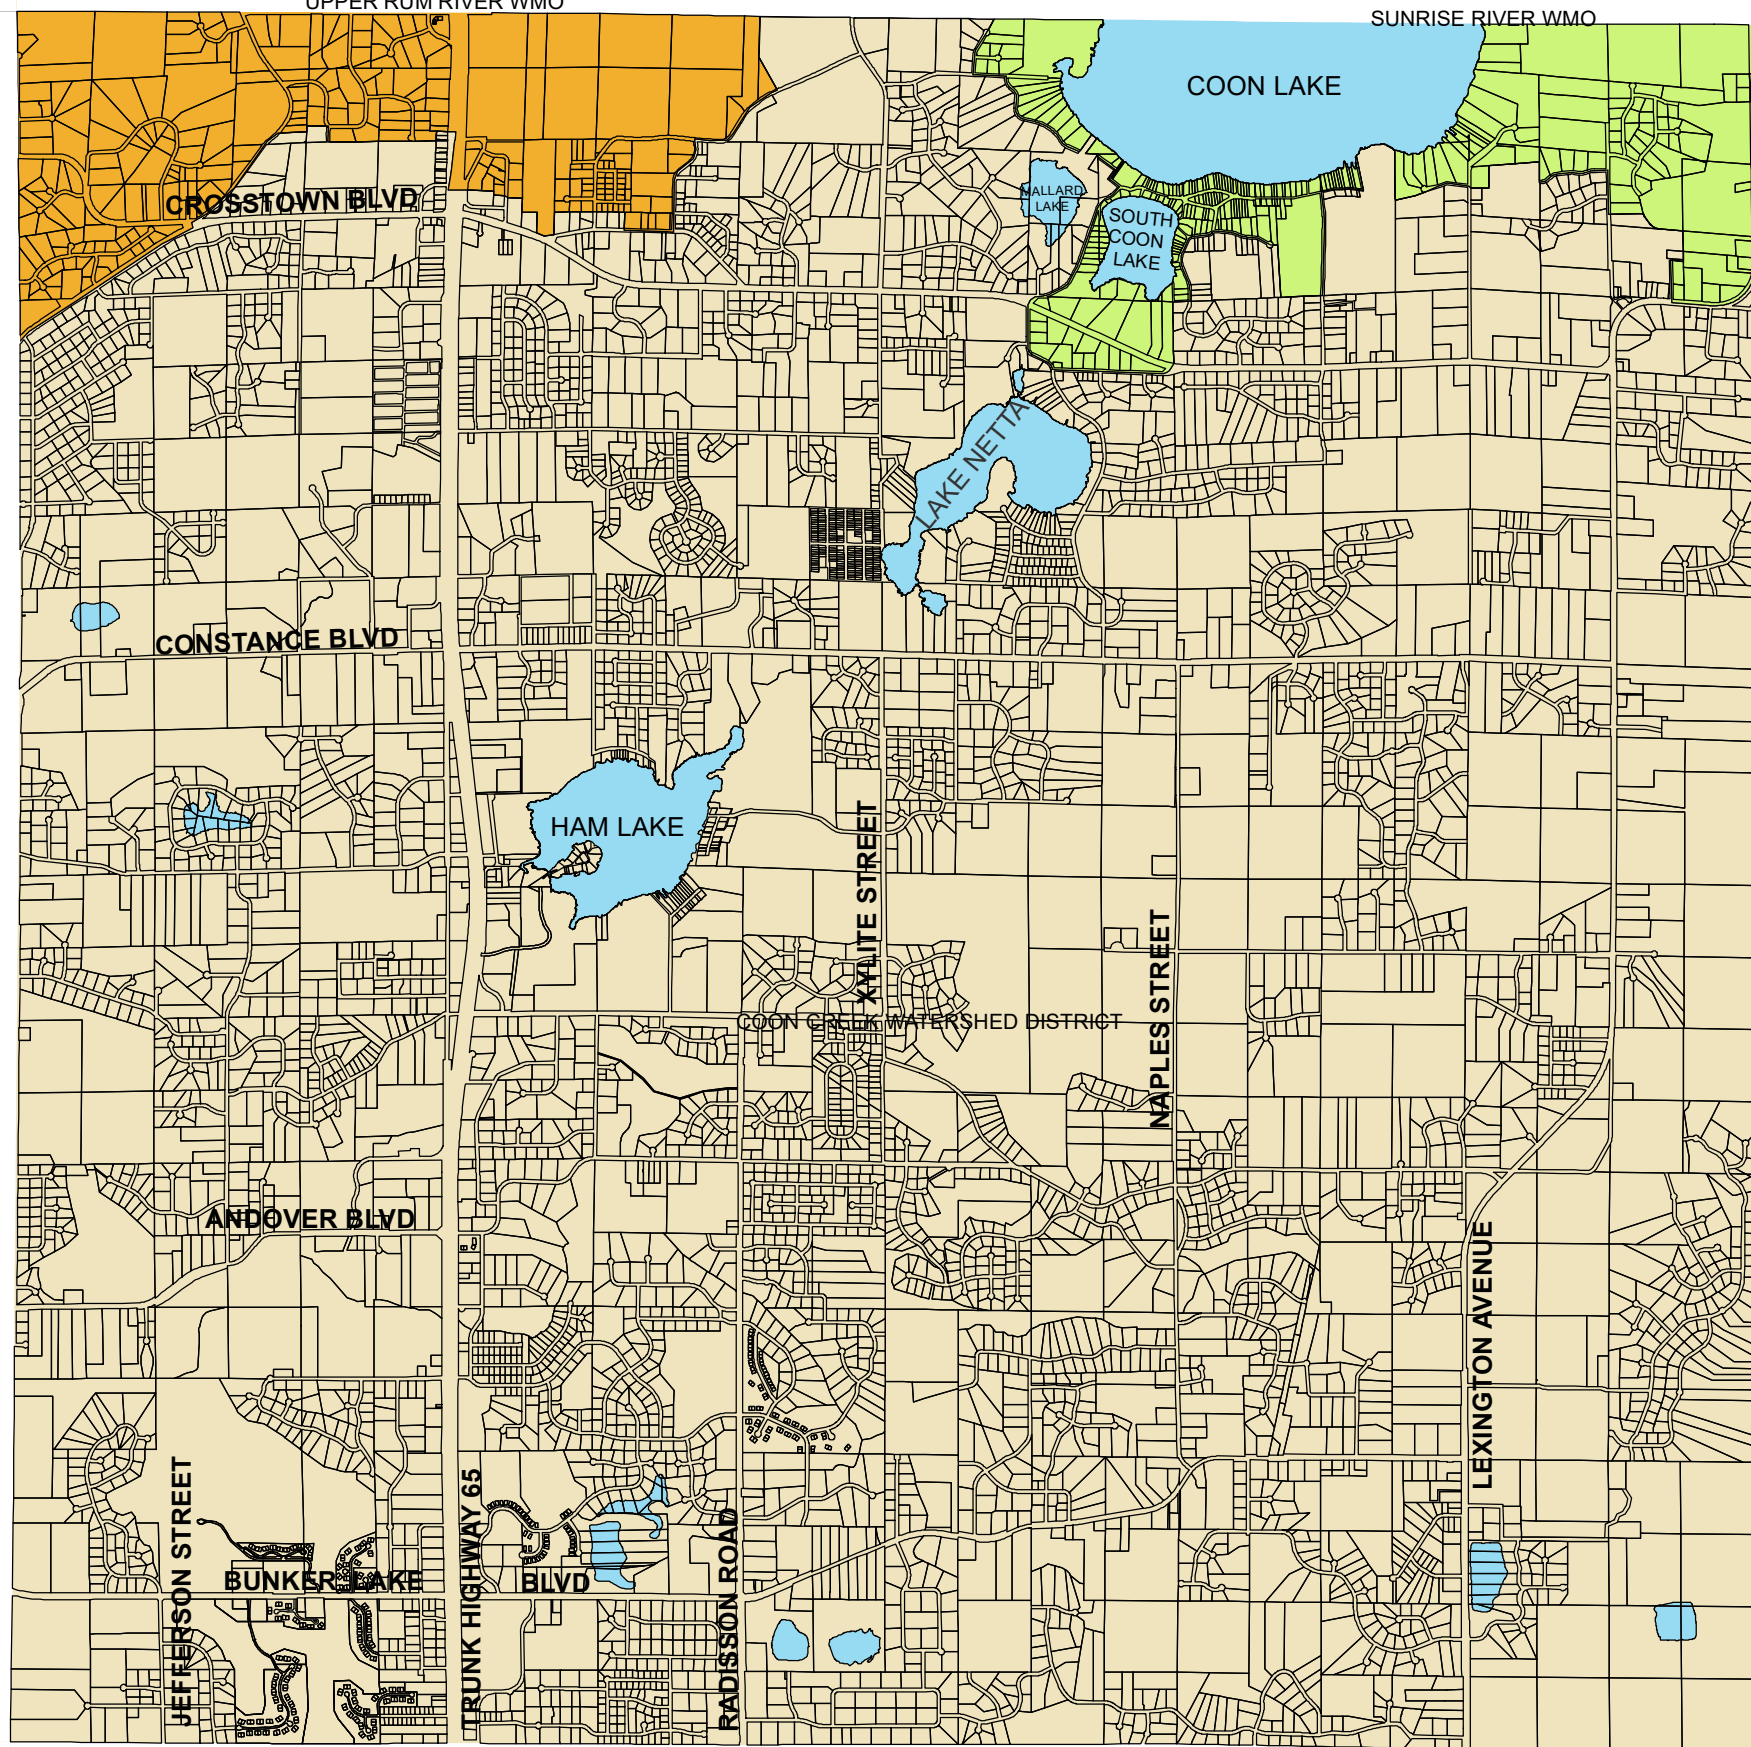 UPPER RUM RIVER WMO
SUNRISE RIVER WMO
COON LAKE
MALLARD
LAKE
CROSSTOWN BLVD
SOUTH
COON
LAKE
LAKE NETTA
CONSTANCE BLVD
HAM LAKE
XYLITE STREET
NAPLES STREET
COON CREEK WATERSHED DISTRICT
ANDOVER BLVD
LEXINGTON AVENUE
JEFFERSON STREET
TRUNK HIGHWAY 65
RADISSON ROAD
BUNKER LAKE BLVD